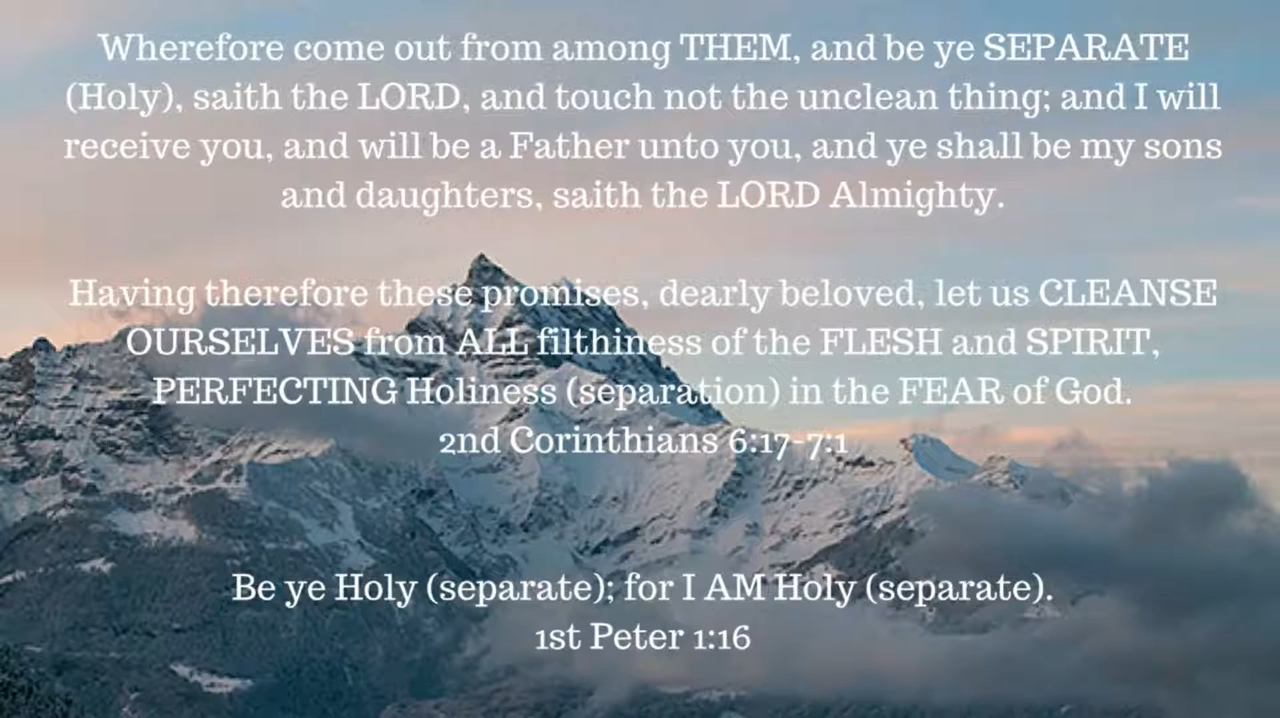 Wherefore come out from among THEM, and be ye SEPARATE
(Holy), saith the LORD, and touch not the unclean thing; and I will
receive you, and will be a Father unto you, and ye shall be my sons
and daughters, saith the LORD Almighty.
Having therefore these promises, dearly beloved, let us CLEANSE
OURSELVES from ALL filthiness of the FLESH and SPIRIT,
PERFECTING Holiness (separation) in the FEAR of God.
2nd Corinthians 6:17-7:1
Be ye Holy (separate); for I AM Holy (separate).
1st Peter 1:16